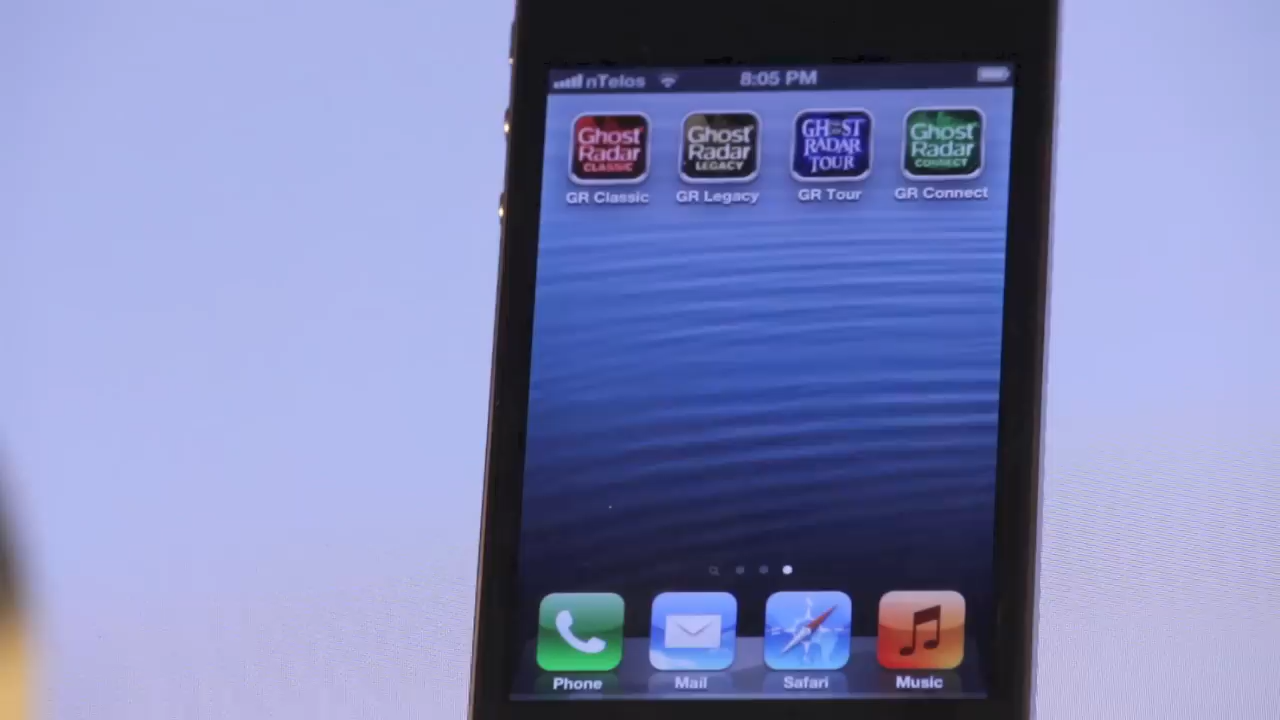 nTelos 8:05 PM
Ghost Radar CLASSIC
Ghost Radar LEGACY
GHOST RADAR TOUR
Ghost Radar CONNECT
GR Classic GR Legacy GR Tour GR Connect
Phone Mail Safari Music